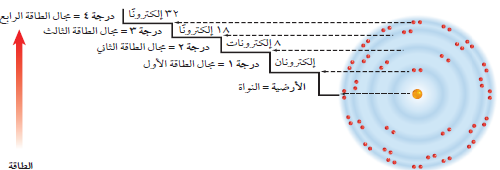 ٣٢ إلكترونًا
درجة ٤ = مجال الطاقة الرابع
١٨ إلكترونًا
درجة ٣ = مجال الطاقة الثالث
٨ إلكترونات
درجة ٢ = مجال الطاقة الثاني
إلكترونان
درجة ١ = مجال الطاقة الأول
الأرضية = النواة
الطاقة